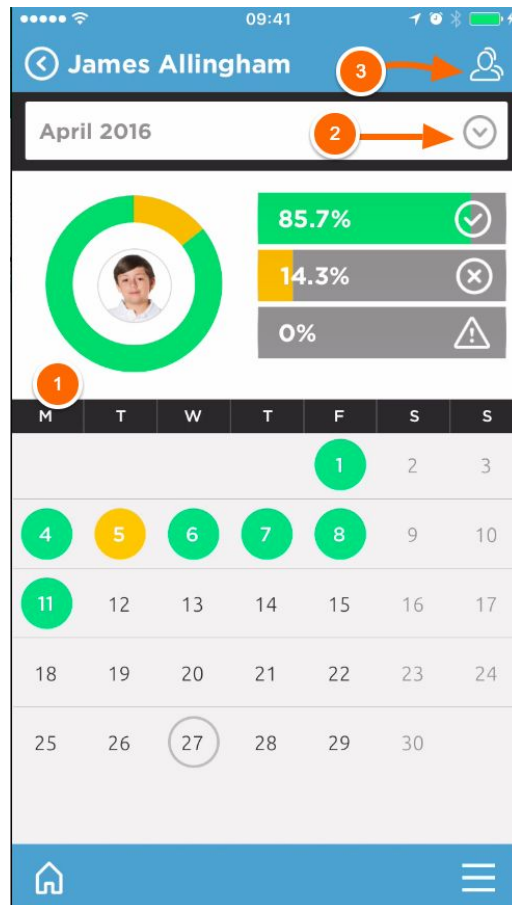 09:41
James Allingham
3
April 2016
2
85.7%
14.3%
0%
1
M T W T F S S
1 2 3
4 5 6 7 8 9 10
11 12 13 14 15 16 17
18 19 20 21 22 23 24
25 26 27 28 29 30